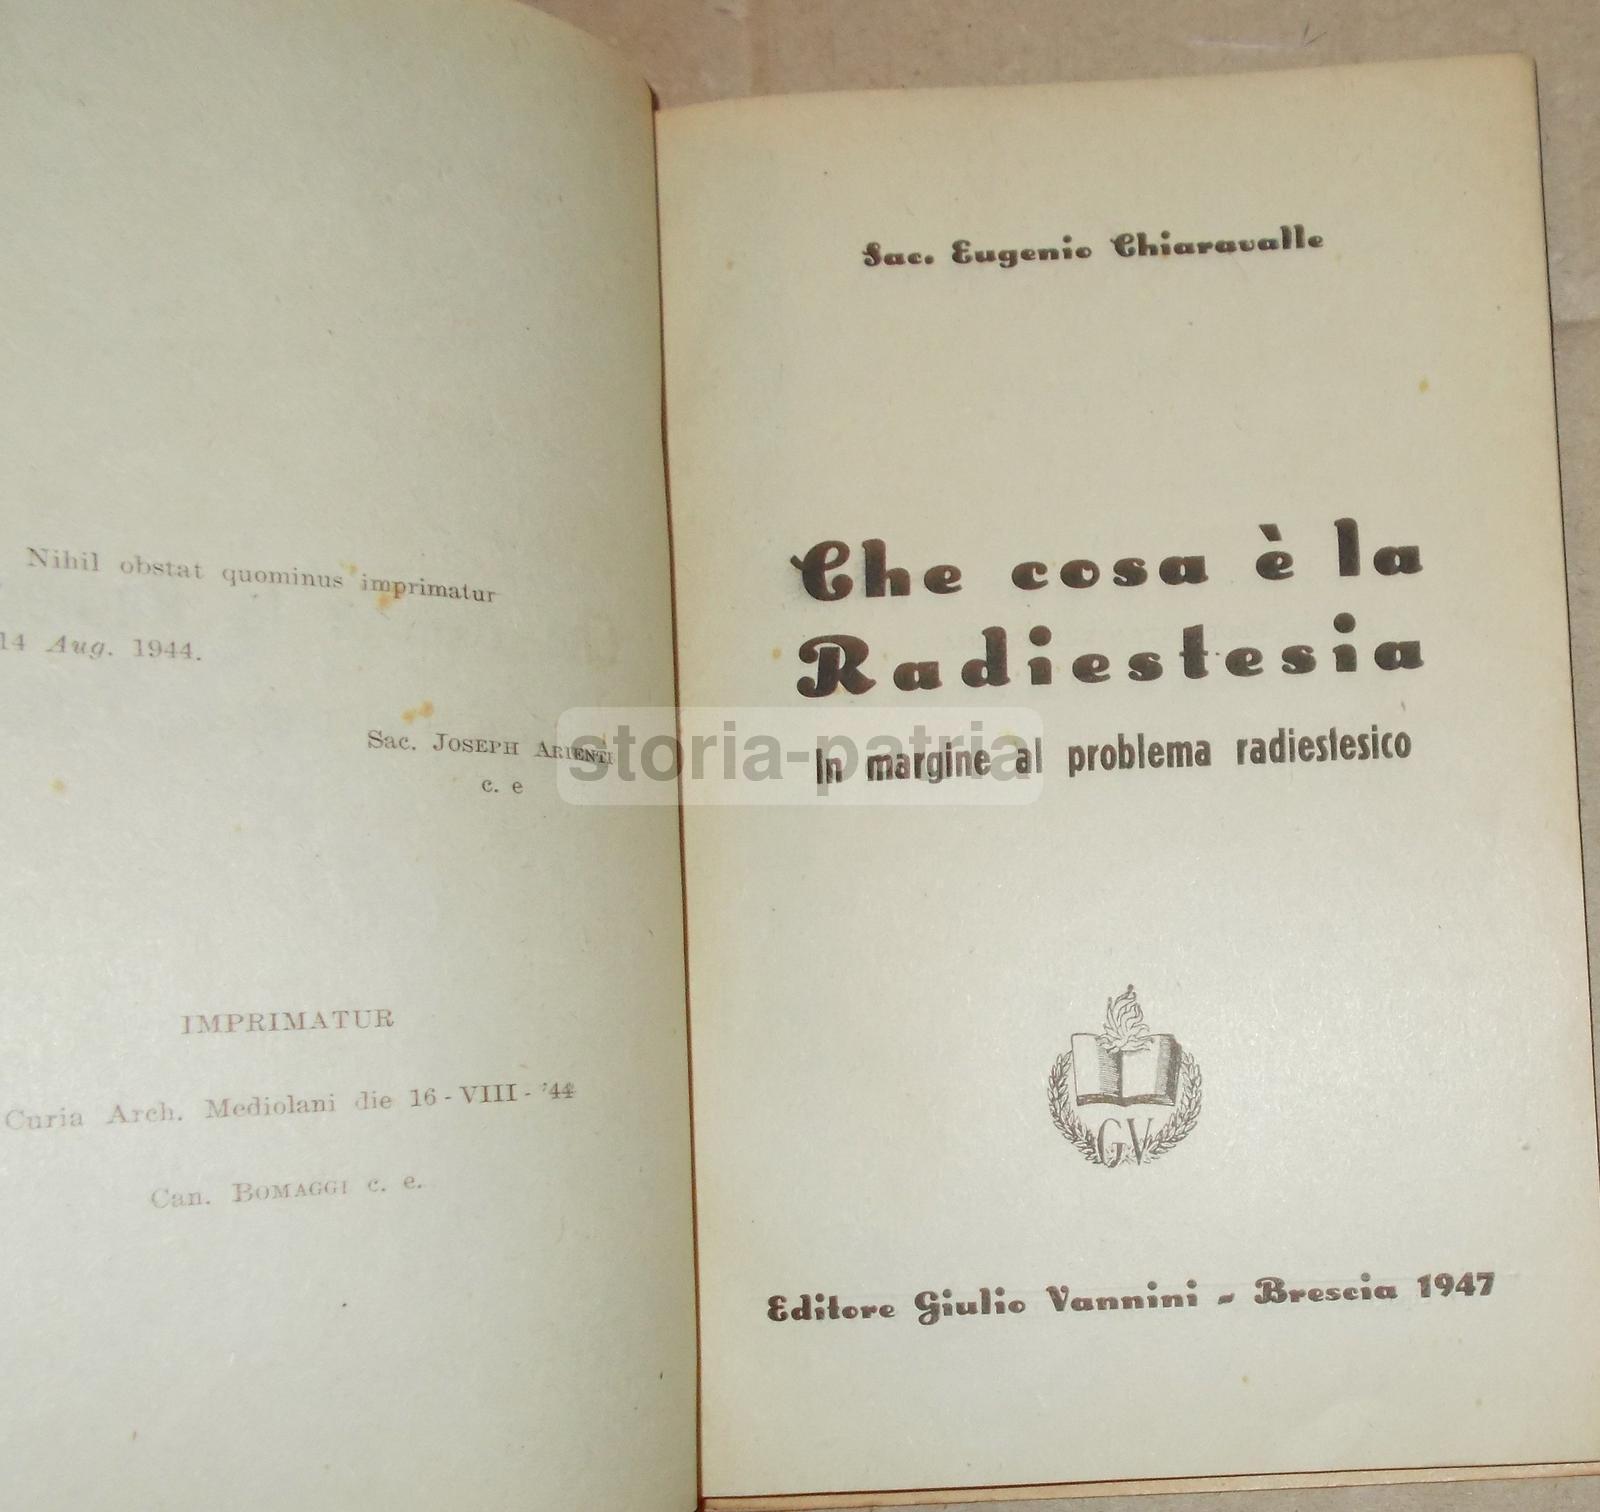 Nihil obstat quominus imprimatur
14 Aug. 1944.
Sac. JOSEPH ARIENTI
c. e
IMPRIMATUR
Curia Arch. Mediolani die 16 - VIII - '44
Can. BOMAGGI c. e.
Sac. Eugenio Chiaravalle
Che cosa è la
Radiestesia
In margine al problema radiestesico
storia-patria
GV
Editore Giulio Vannini - Brescia 1947